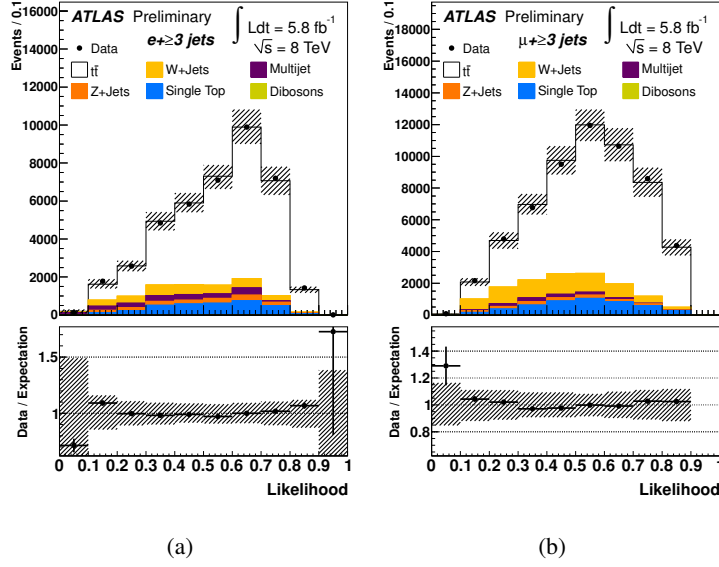 Events / 0.1
16000
14000
12000
10000
8000
6000
4000
2000
0
ATLAS Preliminary
e+≥3 jets
∫ Ldt = 5.8 fb⁻¹
√s = 8 TeV
Data
tt̄
W+Jets
Multijet
Z+Jets
Single Top
Dibosons
Data / Expectation
1.5
1
0 0.1 0.2 0.3 0.4 0.5 0.6 0.7 0.8 0.9 1
Likelihood
(a)
Events / 0.1
18000
16000
14000
12000
10000
8000
6000
4000
2000
0
ATLAS Preliminary
μ+≥3 jets
∫ Ldt = 5.8 fb⁻¹
√s = 8 TeV
Data
tt̄
W+Jets
Multijet
Z+Jets
Single Top
Dibosons
Data / Expectation
1.4
1.2
1
0.8
0 0.1 0.2 0.3 0.4 0.5 0.6 0.7 0.8 0.9 1
Likelihood
(b)